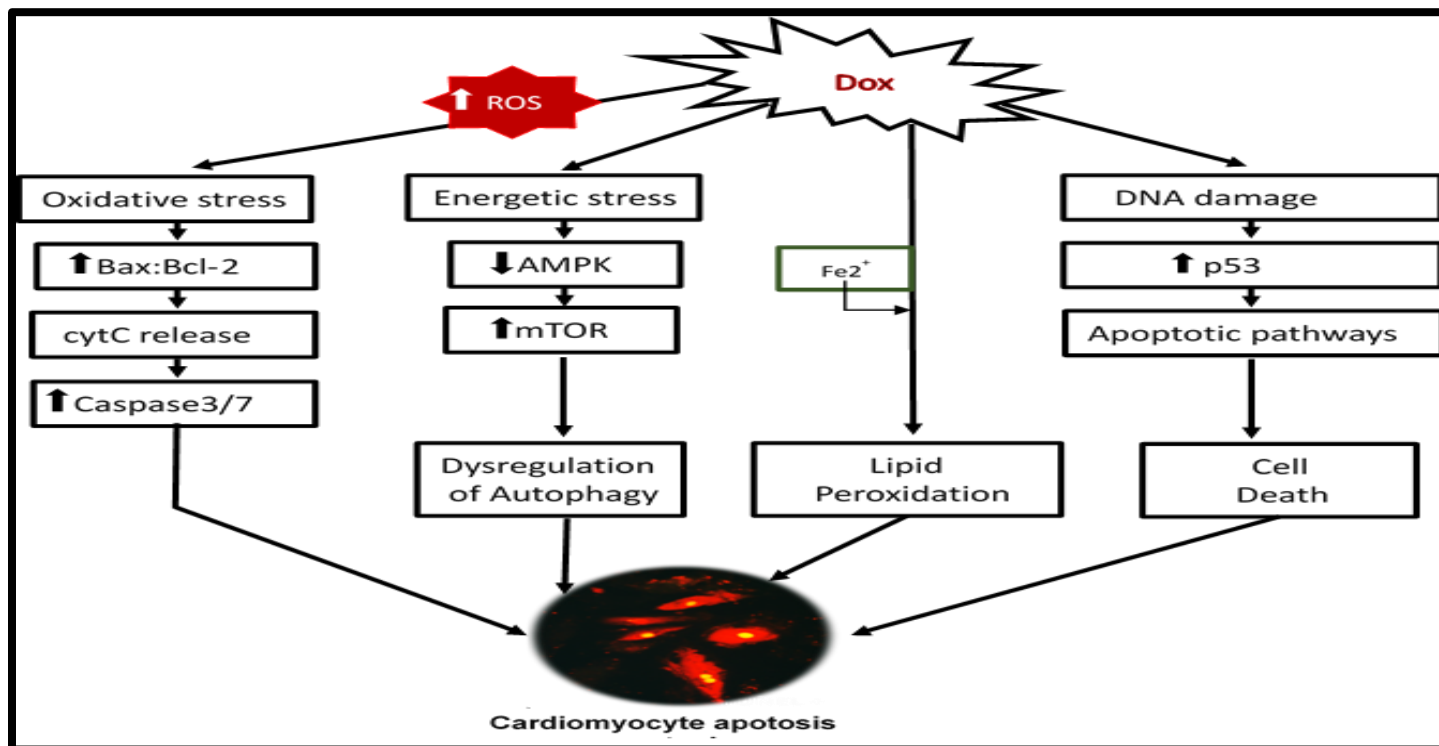 Dox
⬆ ROS
Oxidative stress
⬆Bax:Bcl-2
cytC release
⬆Caspase3/7
Energetic stress
⬇AMPK
⬆mTOR
Dysregulation
of Autophagy
Fe2⁺
Lipid
Peroxidation
DNA damage
⬆ p53
Apoptotic pathways
Cell
Death
Cardiomyocyte apotosis